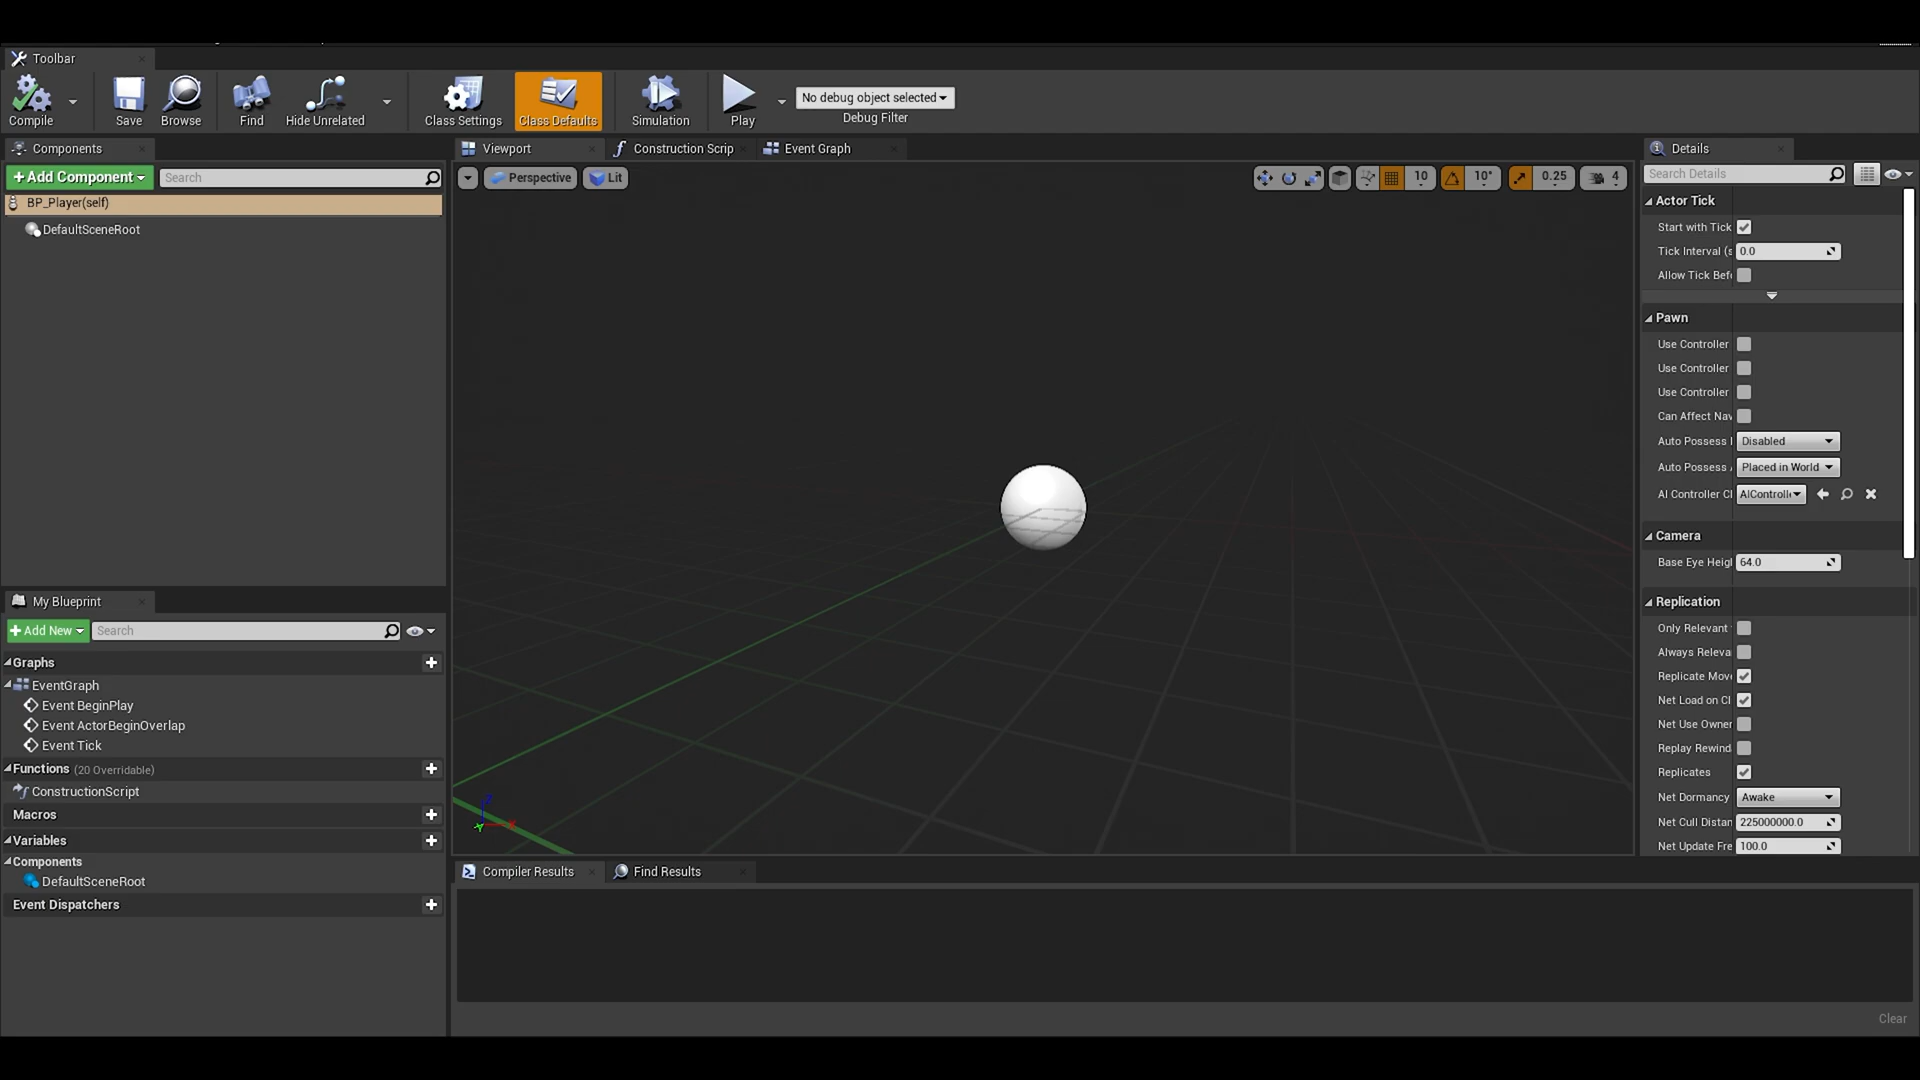 Toolbar
Compile
Save
Browse
Find
Hide Unrelated
Class Settings
Class Defaults
Simulation
Play
No debug object selected
Debug Filter
Components
+Add Component
Search
BP_Player(self)
DefaultSceneRoot
Viewport
Construction Scrip
Event Graph
Perspective
Lit
10
10°
0.25
4
Details
Search Details
Actor Tick
Start with Tick
Tick Interval (s
0.0
Allow Tick Bef
Pawn
Use Controller
Use Controller
Use Controller
Can Affect Nav
Auto Possess
Disabled
Auto Possess
Placed in World
AI Controller Cl
AIControll
Camera
Base Eye Heig
64.0
Replication
Only Relevant
Always Releva
Replicate Mov
Net Load on Cl
Net Use Owner
Replay Rewind
Replicates
Net Dormancy
Awake
Net Cull Distan
225000000.0
Net Update Fre
100.0
My Blueprint
+Add New
Search
Graphs
EventGraph
Event BeginPlay
Event ActorBeginOverlap
Event Tick
Functions (20 Overridable)
ConstructionScript
Macros
Variables
Components
DefaultSceneRoot
Event Dispatchers
Compiler Results
Find Results
Clear